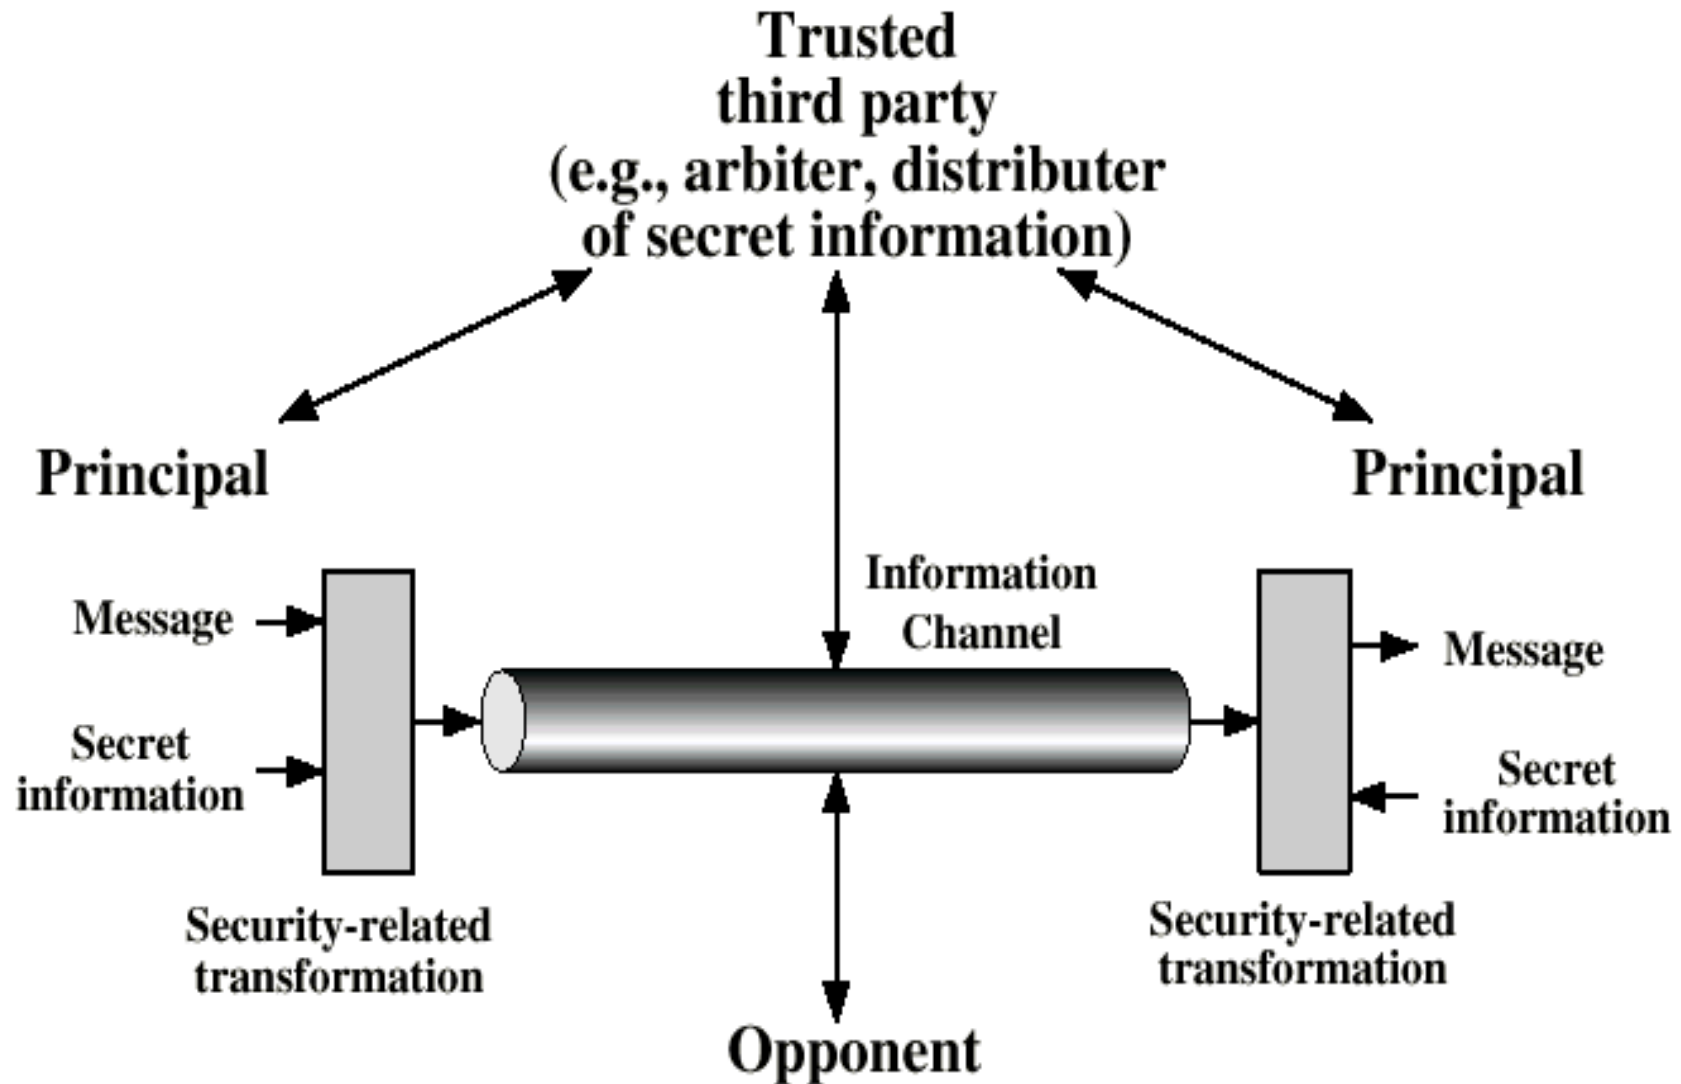 Trusted
third party
(e.g., arbiter, distributer
of secret information)
Principal
Principal
Information
Channel
Message
Secret
information
Message
Secret
information
Security-related
transformation
Security-related
transformation
Opponent